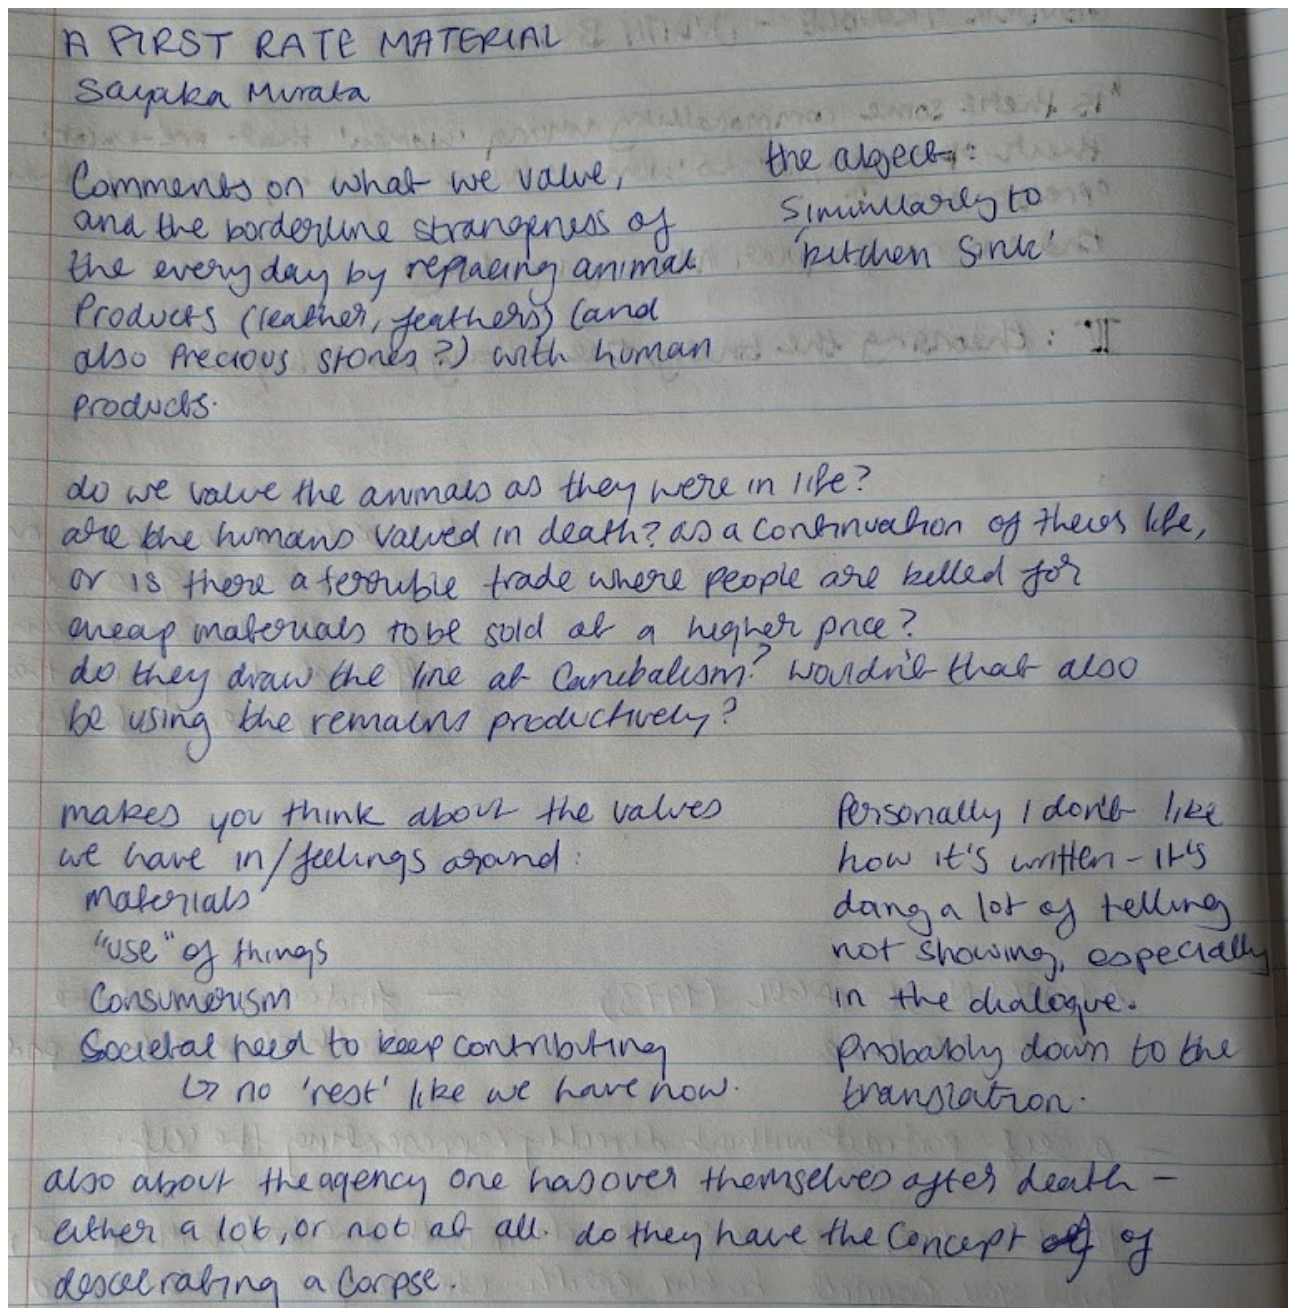 A FIRST RATE MATERIAL
Sayaka Murata
Comments on what we value,
and the borderline strangeness of
the everyday by replacing animal
Products (leather, feathers) (and
also Precious stones?) with human
products.
the abject:
Simillarly to
'kitchen Sink'
do we value the animals as they were in life?
are the humans valued in death? as a continuation of their life,
or is there a terrible trade where people are killed for
cheap materials to be sold at a higher price?
do they draw the line at Canibalism? wouldn't that also
be using the remains productively?
makes you think about the values
we have in/feelings around:
materials
"use" of things
Consumerism
Societal need to keep contributing
↳ no 'rest' like we have now.
Personally I don't like
how it's written - it's
doing a lot of telling
not showing, especially
in the dialogue.
Probably down to the
translation.
also about the agency one has over themselves after death -
either a lot, or not at all. do they have the concept of
desecrating a corpse.